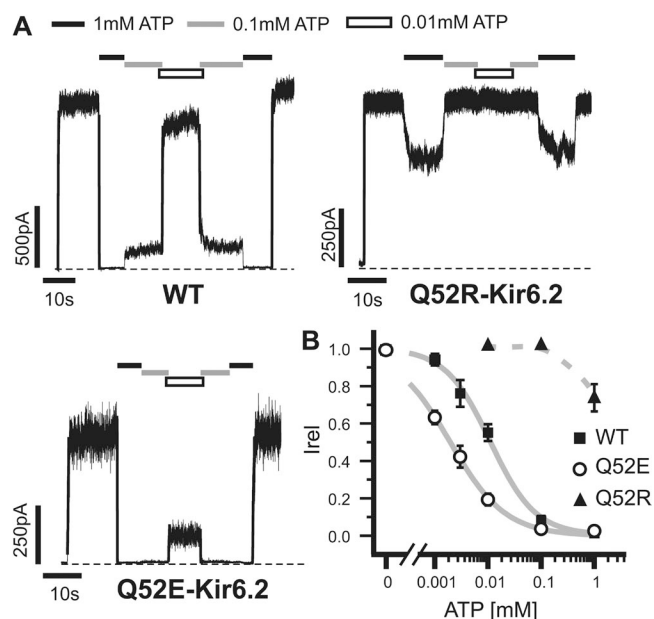 A
1mM ATP
0.1mM ATP
0.01mM ATP
500pA
10s
WT
250pA
10s
Q52R-Kir6.2
250pA
10s
Q52E-Kir6.2
B
Irel
1.0
0.8
0.6
0.4
0.2
0.0
WT
Q52E
Q52R
0
0.001
0.01
0.1
1
ATP [mM]